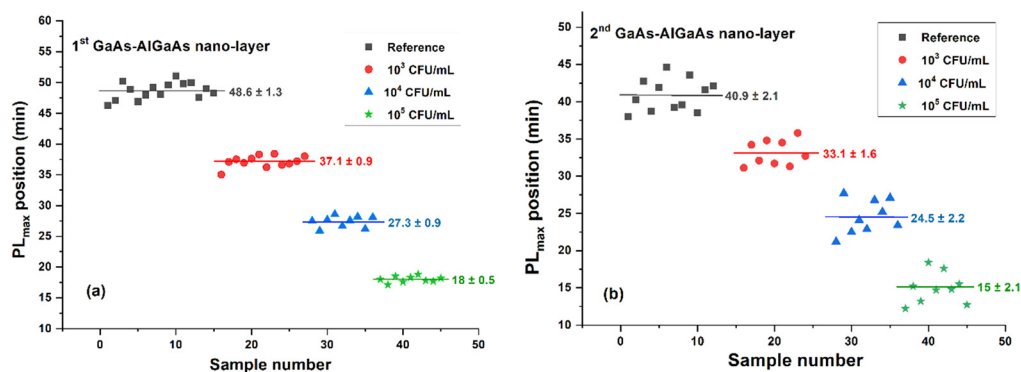 1st GaAs-AlGaAs nano-layer
Reference
10³ CFU/mL
10⁴ CFU/mL
10⁵ CFU/mL
48.6 ± 1.3
37.1 ± 0.9
27.3 ± 0.9
18 ± 0.5
(a)
PLmax position (min)
60
55
50
45
40
35
30
25
20
15
10
0
10
20
30
40
50
Sample number
2nd GaAs-AlGaAs nano-layer
Reference
10³ CFU/mL
10⁴ CFU/mL
10⁵ CFU/mL
40.9 ± 2.1
33.1 ± 1.6
24.5 ± 2.2
15 ± 2.1
(b)
PLmax position (min)
50
45
40
35
30
25
20
15
10
0
10
20
30
40
50
Sample number